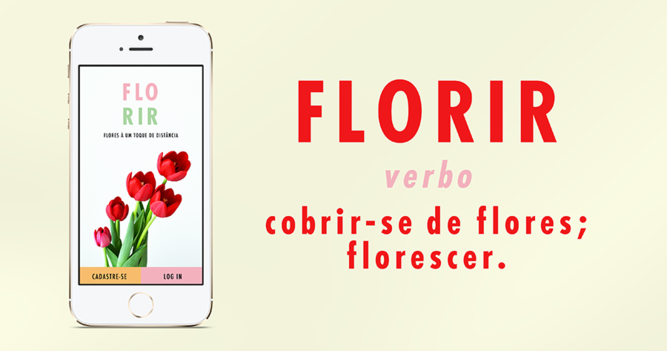 FLO
RIR
FLORES À UM TOQUE DE DISTÂNCIA
CADASTRE-SE
LOG IN
FLORIR
verbo
cobrir-se de flores;
florescer.